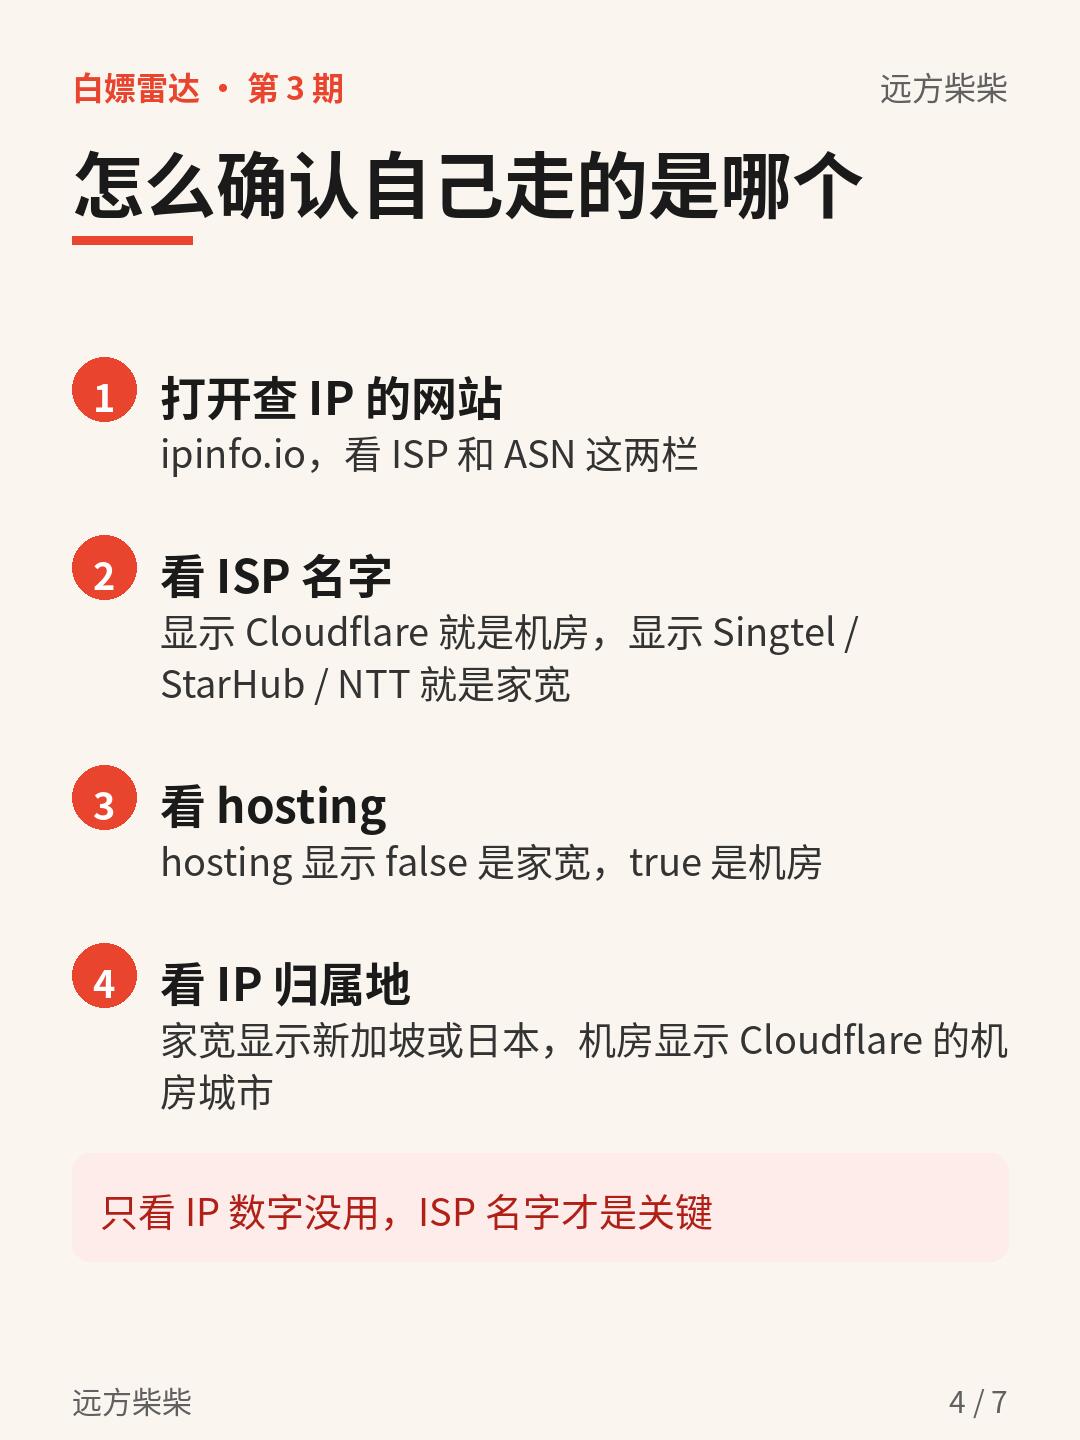 白嫖雷达 · 第 3 期
远方柴柴
怎么确认自己走的是哪个
1
打开查 IP 的网站
ipinfo.io，看 ISP 和 ASN 这两栏
2
看 ISP 名字
显示 Cloudflare 就是机房，显示 Singtel /
StarHub / NTT 就是家宽
3
看 hosting
hosting 显示 false 是家宽，true 是机房
4
看 IP 归属地
家宽显示新加坡或日本，机房显示 Cloudflare 的机
房城市
只看 IP 数字没用，ISP 名字才是关键
远方柴柴
4 / 7